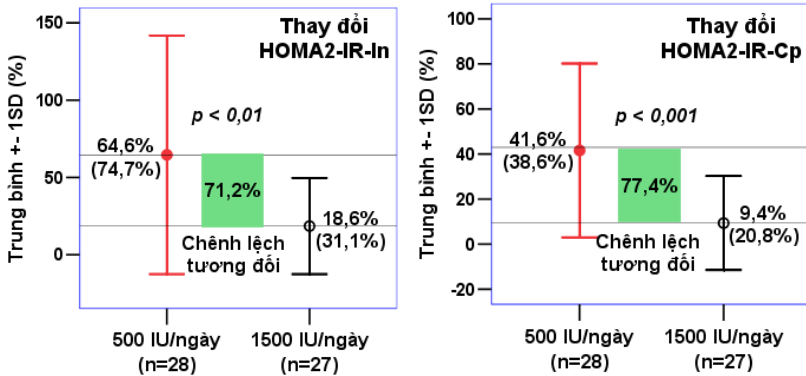 Thay đổi
HOMA2-IR-In
Trung bình +- 1SD (%)
150
100
50
0
p < 0,01
64,6%
(74,7%)
71,2%
18,6%
(31,1%)
Chênh lệch
tương đối
500 IU/ngày
(n=28)
1500 IU/ngày
(n=27)
Thay đổi
HOMA2-IR-Cp
Trung bình +- 1SD (%)
100
80
60
40
20
0
-20
p < 0,001
41,6%
(38,6%)
77,4%
9,4%
(20,8%)
Chênh lệch
tương đối
500 IU/ngày
(n=28)
1500 IU/ngày
(n=27)